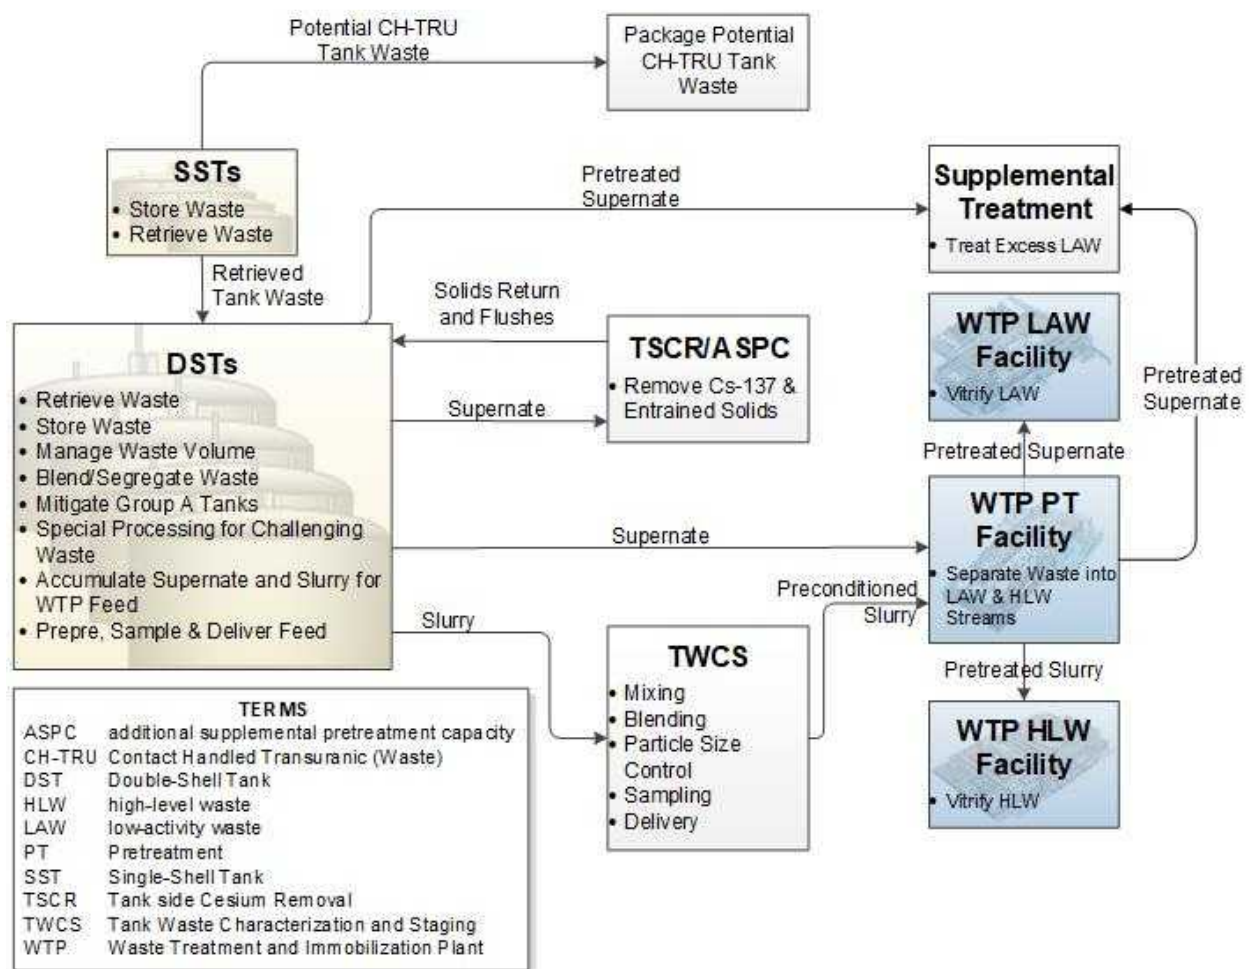 Potential CH-TRU
Tank Waste
Package Potential
CH-TRU Tank
Waste
SSTs
• Store Waste
• Retrieve Waste
Retrieved
Tank Waste
Pretreated
Supernate
Supplemental
Treatment
• Treat Excess LAW
Solids Return
and Flushes
TSCR/ASPC
• Remove Cs-137 &
Entrained Solids
Supernate
WTP LAW
Facility
• Vitrify LAW
Pretreated
Supernate
Pretreated Supernate
DSTs
• Retrieve Waste
• Store Waste
• Manage Waste Volume
• Blend/Segregate Waste
• Mitigate Group A Tanks
• Special Processing for Challenging
Waste
• Accumulate Supernate and Slurry for
WTP Feed
• Prepre, Sample & Deliver Feed
Supernate
WTP PT
Facility
• Separate Waste into
LAW & HLW
Streams
Preconditioned
Slurry
Slurry
TWCS
• Mixing
• Blending
• Particle Size
Control
• Sampling
• Delivery
Pretreated Slurry
WTP HLW
Facility
• Vitrify HLW
TERMS
ASPC additional supplemental pretreatment capacity
CH-TRU Contact Handled Transuranic (Waste)
DST Double-Shell Tank
HLW high-level waste
LAW low-activity waste
PT Pretreatment
SST Single-Shell Tank
TSCR Tank side Cesium Removal
TWCS Tank Waste Characterization and Staging
WTP Waste Treatment and Immobilization Plant